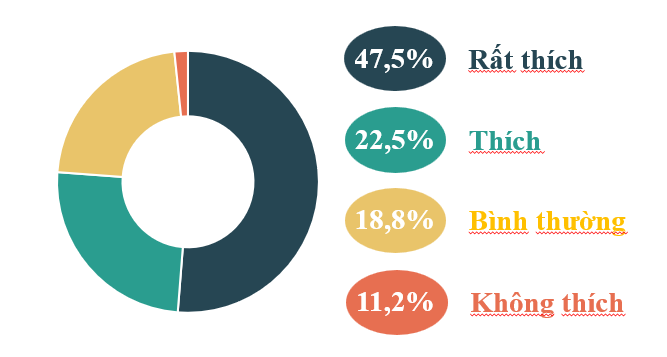 47,5% Rất thích
22,5% Thích
18,8% Bình thường
11,2% Không thích